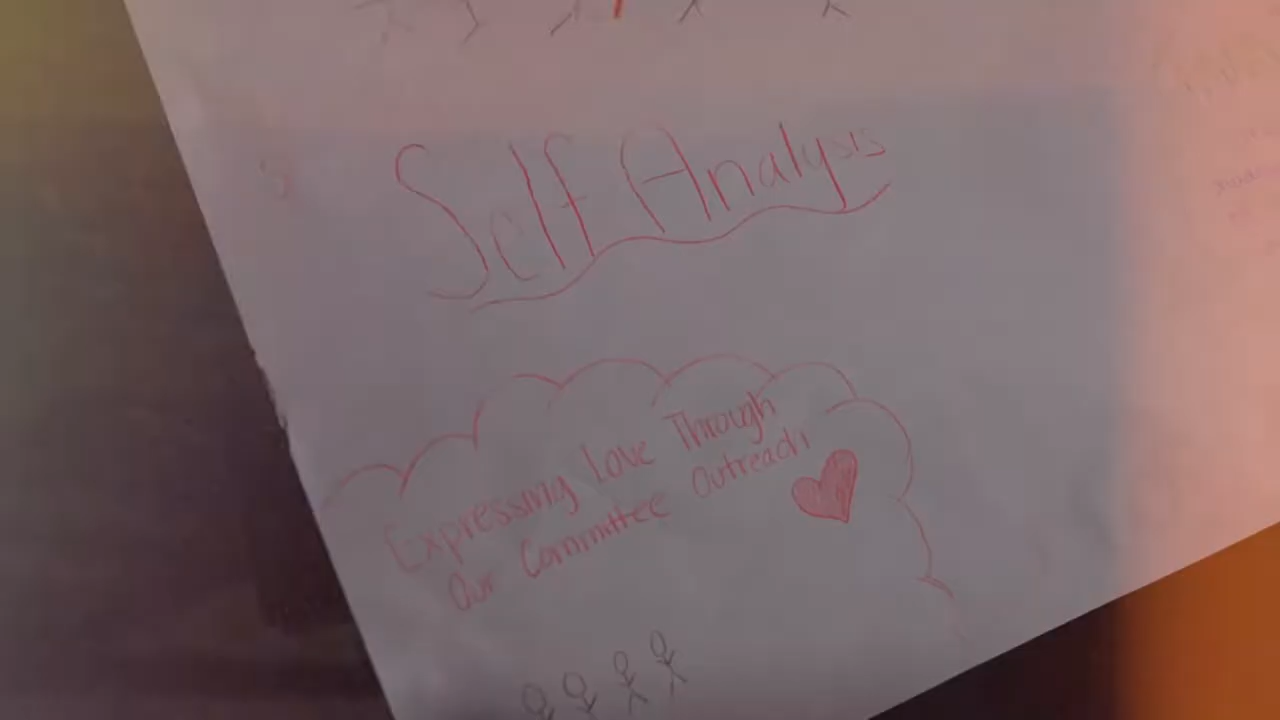 Self Analysis
Expressing Love Through
Our Committee Outreach